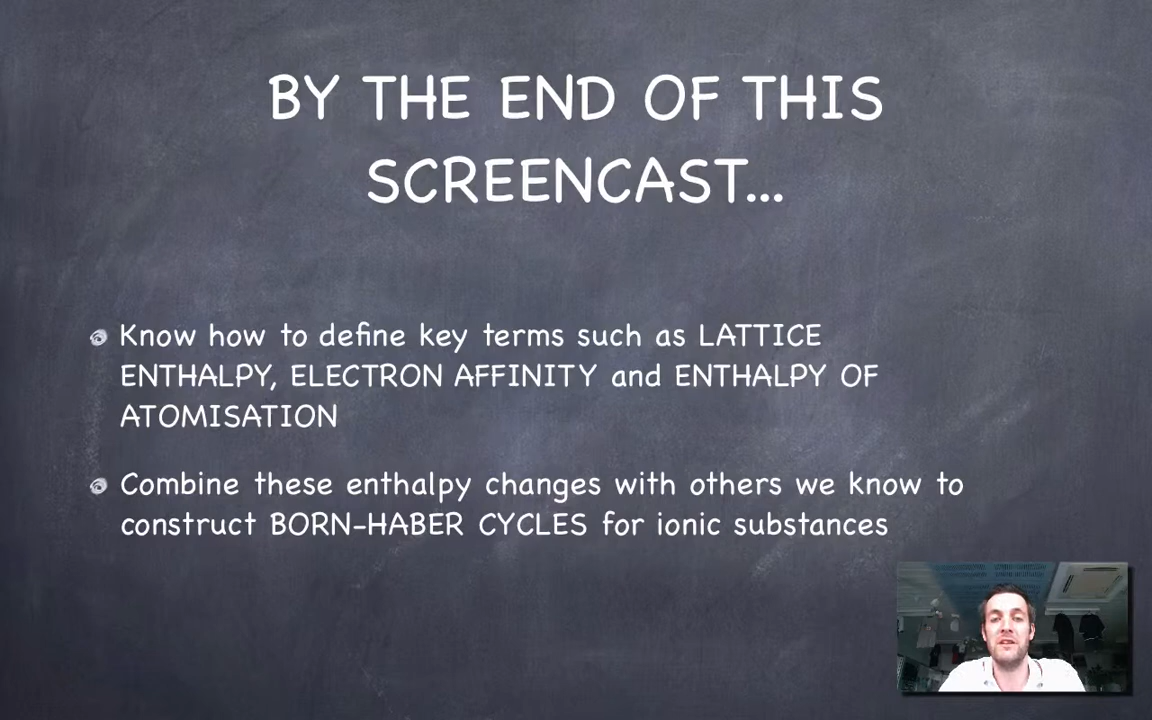 BY THE END OF THIS
SCREENCAST...
Know how to define key terms such as LATTICE
ENTHALPY, ELECTRON AFFINITY and ENTHALPY OF
ATOMISATION
Combine these enthalpy changes with others we know to
construct BORN-HABER CYCLES for ionic substances